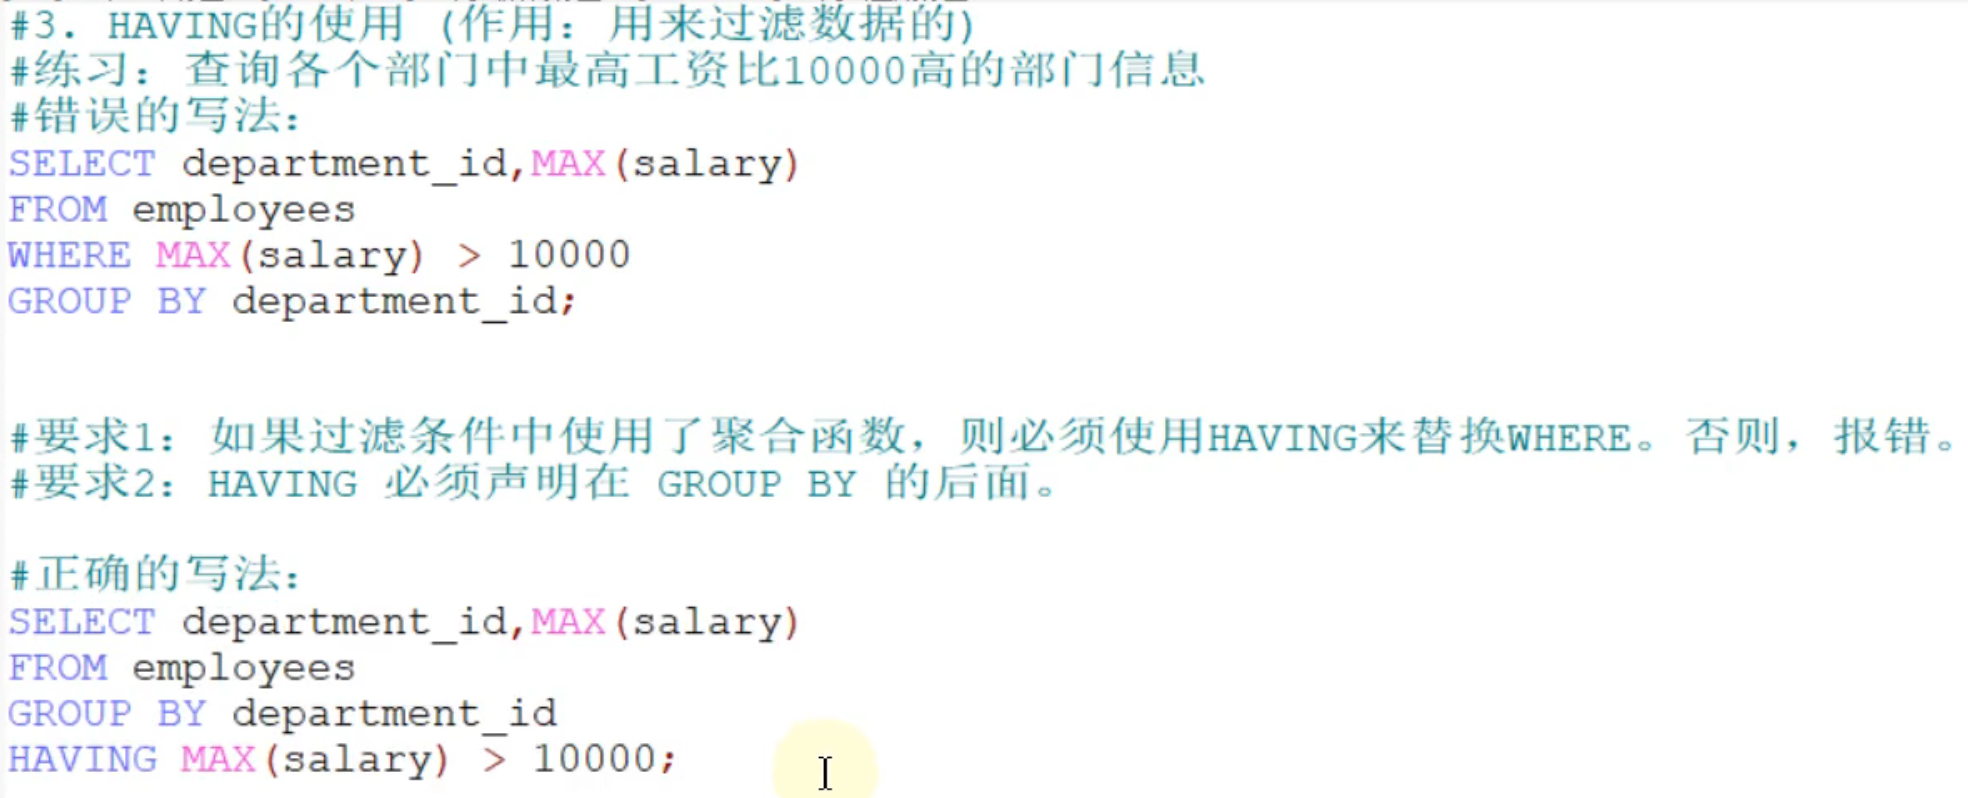 #3. HAVING的使用 (作用：用来过滤数据的)
#练习：查询各个部门中最高工资比10000高的部门信息
#错误的写法：
SELECT department_id,MAX(salary)
FROM employees
WHERE MAX(salary) > 10000
GROUP BY department_id;
#要求1：如果过滤条件中使用了聚合函数，则必须使用HAVING来替换WHERE。否则，报错。
#要求2：HAVING 必须声明在 GROUP BY 的后面。
#正确的写法：
SELECT department_id,MAX(salary)
FROM employees
GROUP BY department_id
HAVING MAX(salary) > 10000;